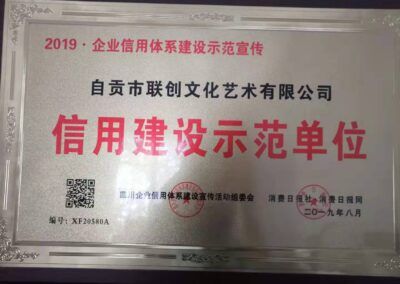 2019·企业信用体系建设示范宣传
自贡市联创文化艺术有限公司
信用建设示范单位
四川企业信用体系建设宣传活动组委会 消费日报社·消费日报网
编号：XF20580A 二〇一九年八月